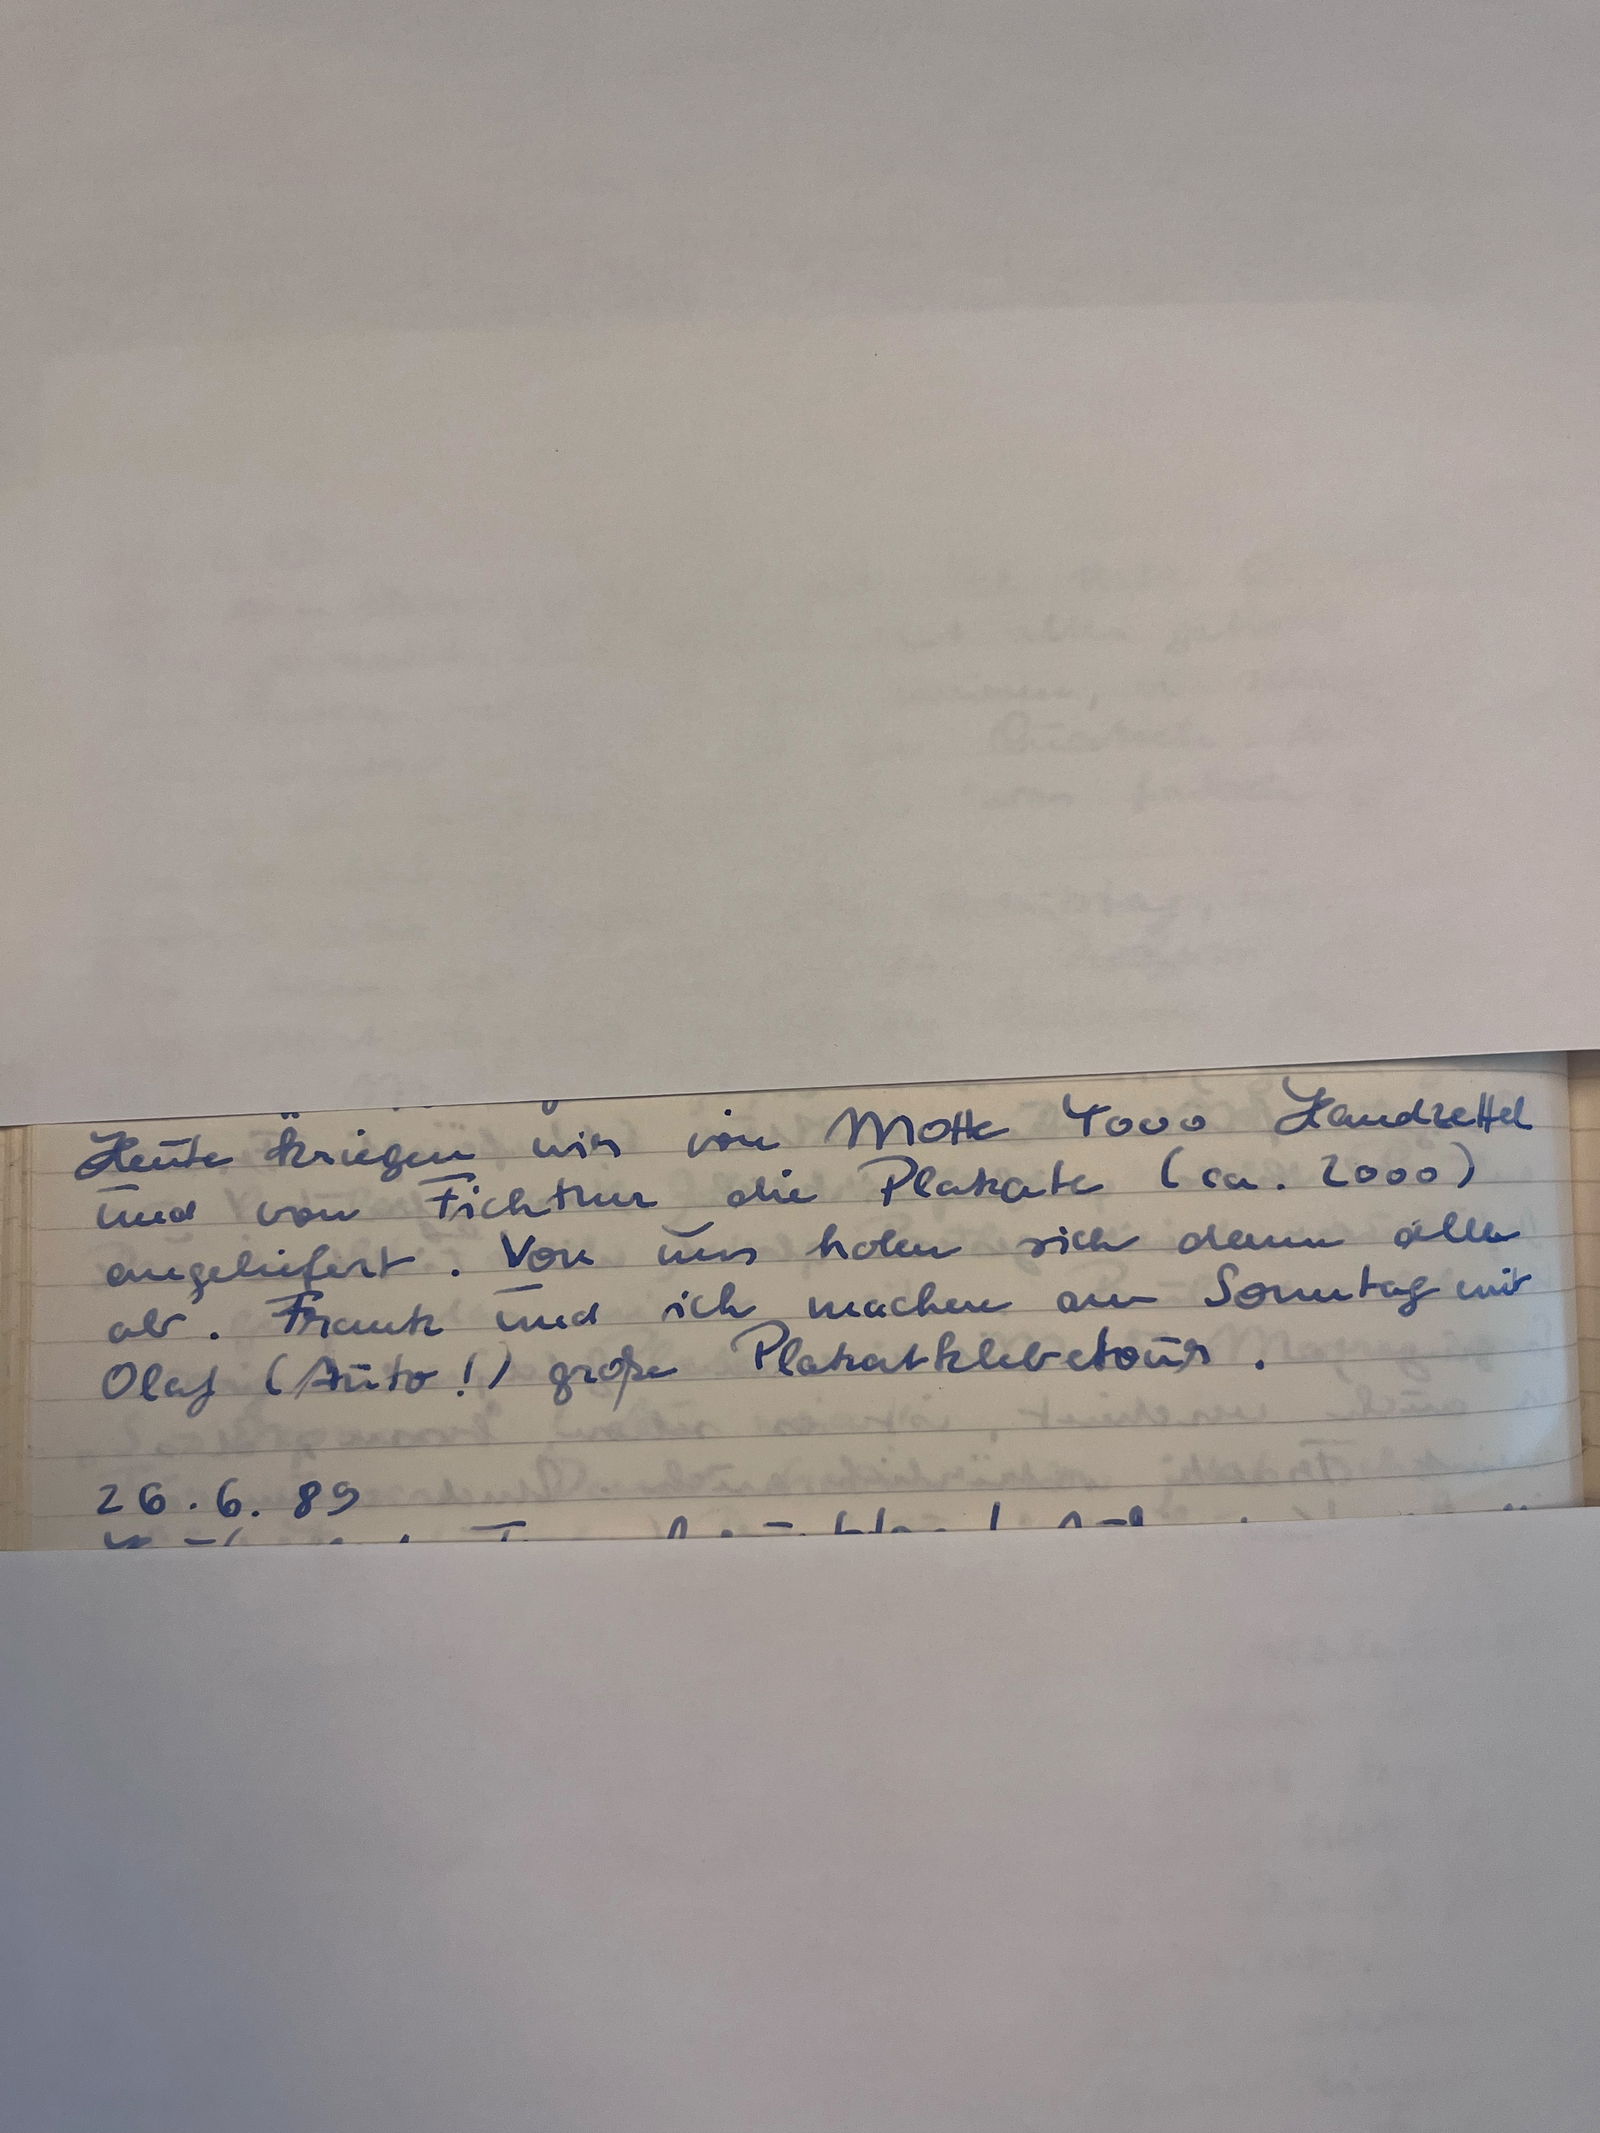 Heute kriegen wir von Motte 4000 Handzettel
und von Fichtner die Plakate (ca. 2000)
angeliefert. Von uns holen sich dann alle
ab. Frank und ich machen am Sonntag mit
Olaf (Auto!) große Plakatklebetour.
26.6.89